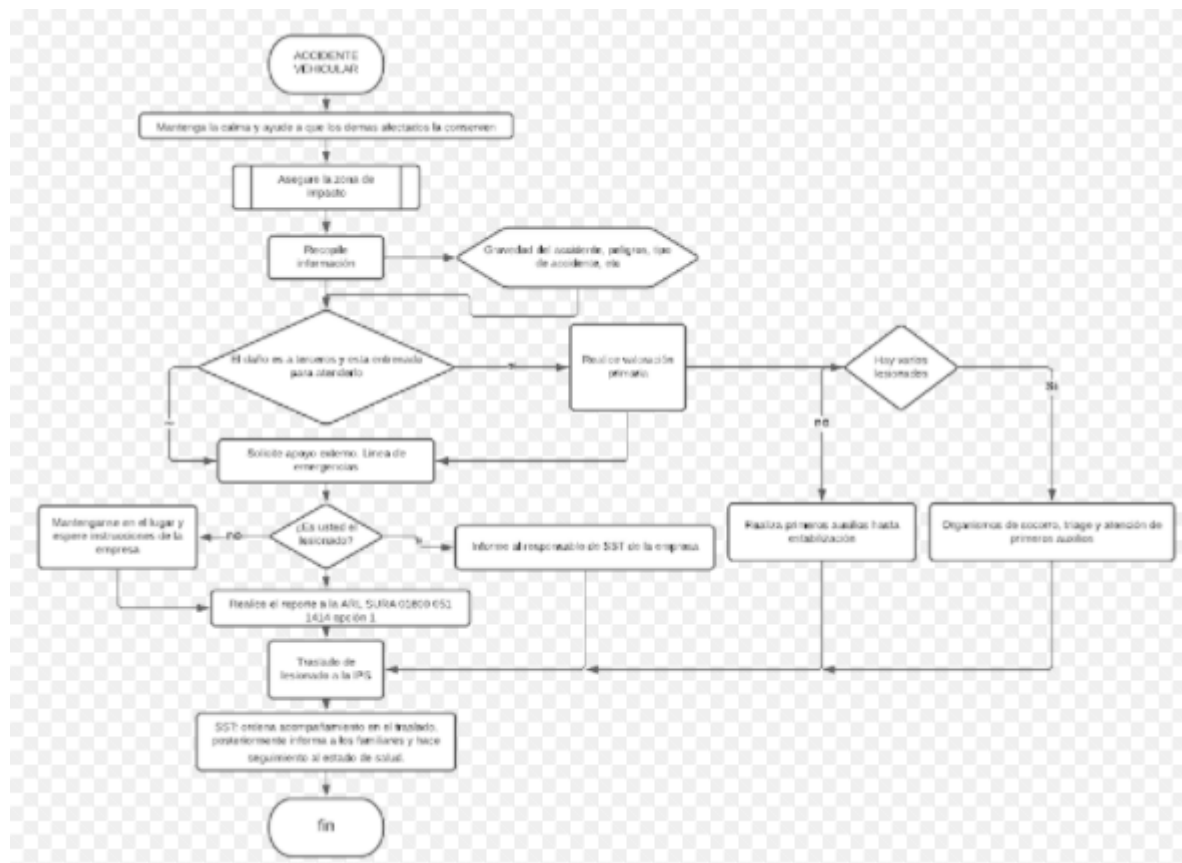 ACCIDENTE
VEHICULAR
Mantenga la calma y ayude a que los demas afectados la conserven
Asegure la zona de
impacto
Recopile
información
Gravedad del accidente, peligros, tipo
de accidente, etc
El daño es a terceros y esta entrenado
para atenderlo
Realice valoración
primaria
Hay varios
lesionados
Si
no
Solicite apoyo externo. Linea de
emergencias
Mantengame en el lugar y
espere instrucciones de la
empresa
no
¿Es usted el
lesionado?
Informe al responsable de SST de la empresa
Realiza primeros auxilios hasta
estabilización
Organismos de socorro, triage y atención de
primeros auxilios
Realice el reporte a la ARL SURA 01800 051
1414 opción 1
Traslado de
lesionado a la IPS
SST: ordena acompañamiento en el traslado,
posteriormente informa a los familiares y hace
seguimiento al estado de salud.
fin